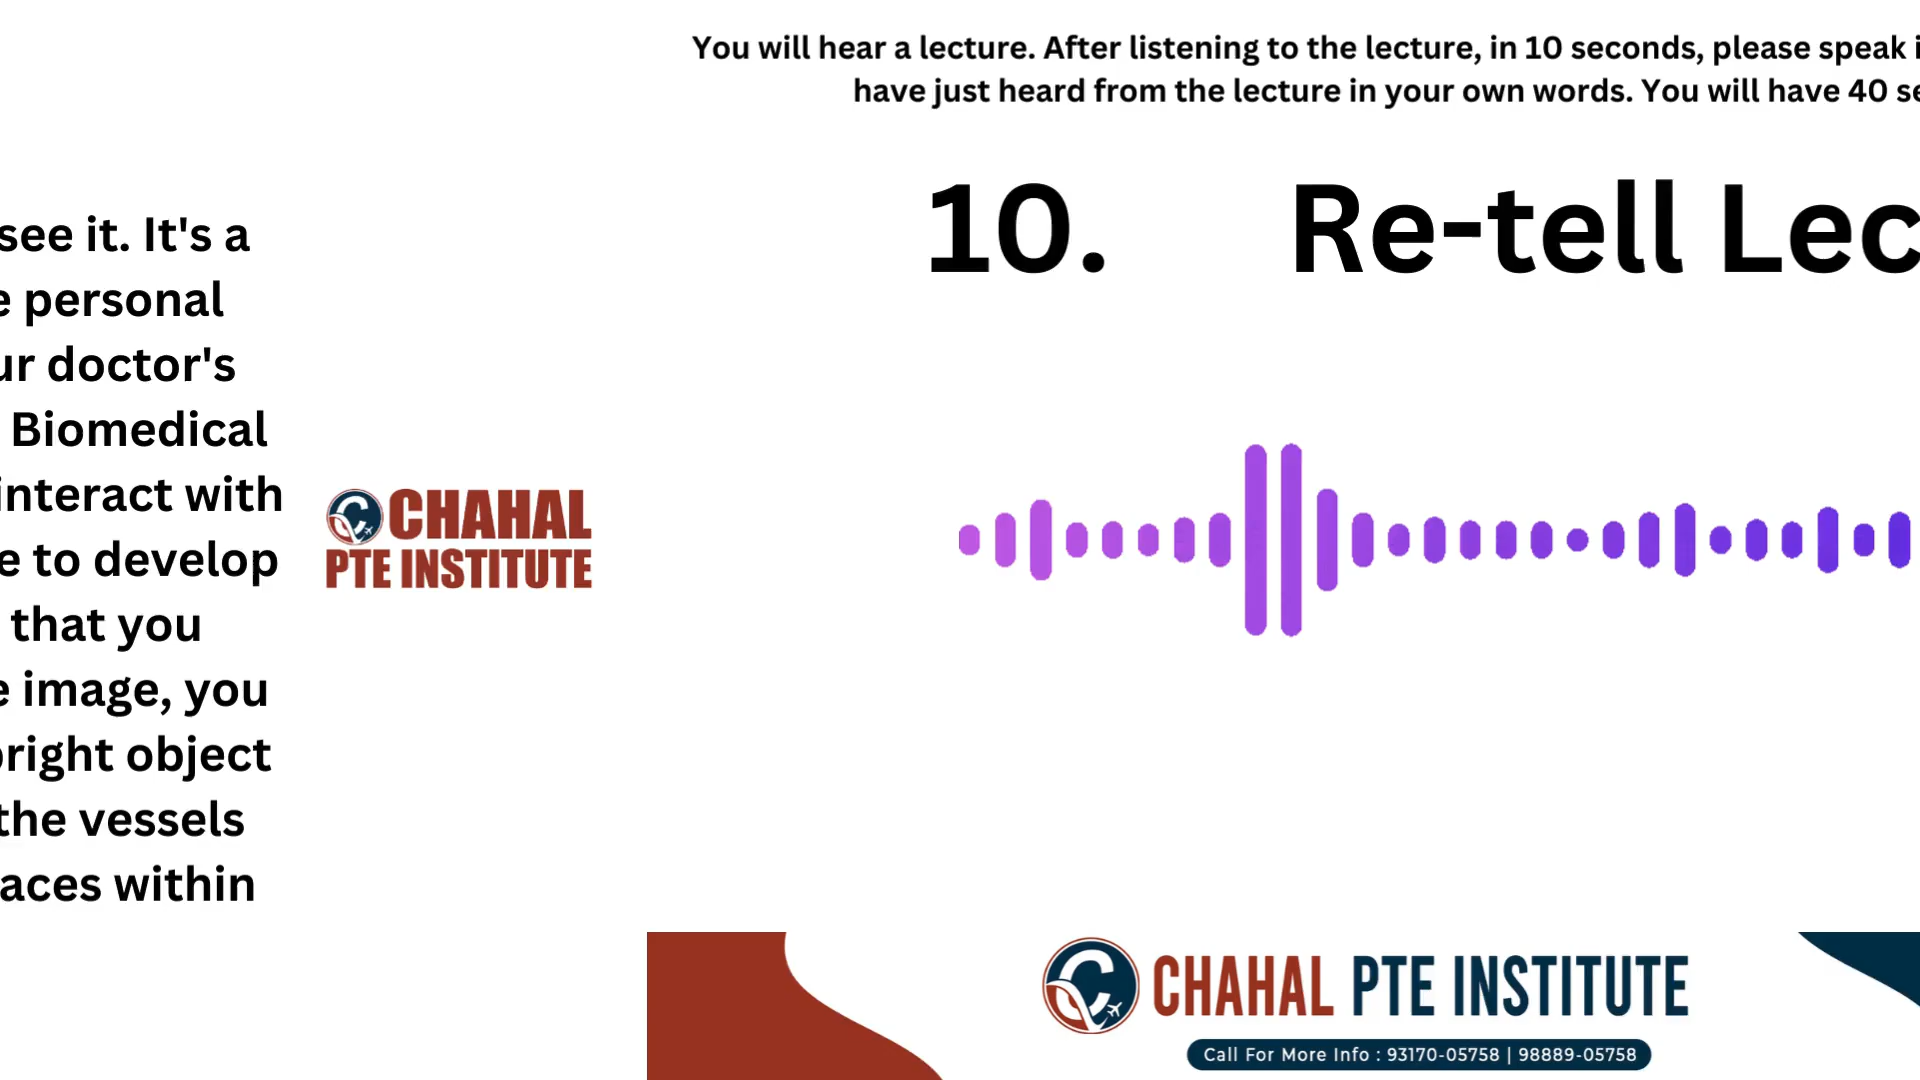 see it. It's a
personal
doctor's
Biomedical
interact with
to develop
that you
image, you
bright object
the vessels
within
CHAHAL
PTE INSTITUTE
You will hear a lecture. After listening to the lecture, in 10 seconds, please speak
have just heard from the lecture in your own words. You will have 40
10. Re-tell Lec
CHAHAL PTE INSTITUTE
Call For More Info : 93170-05758 | 98889-05758